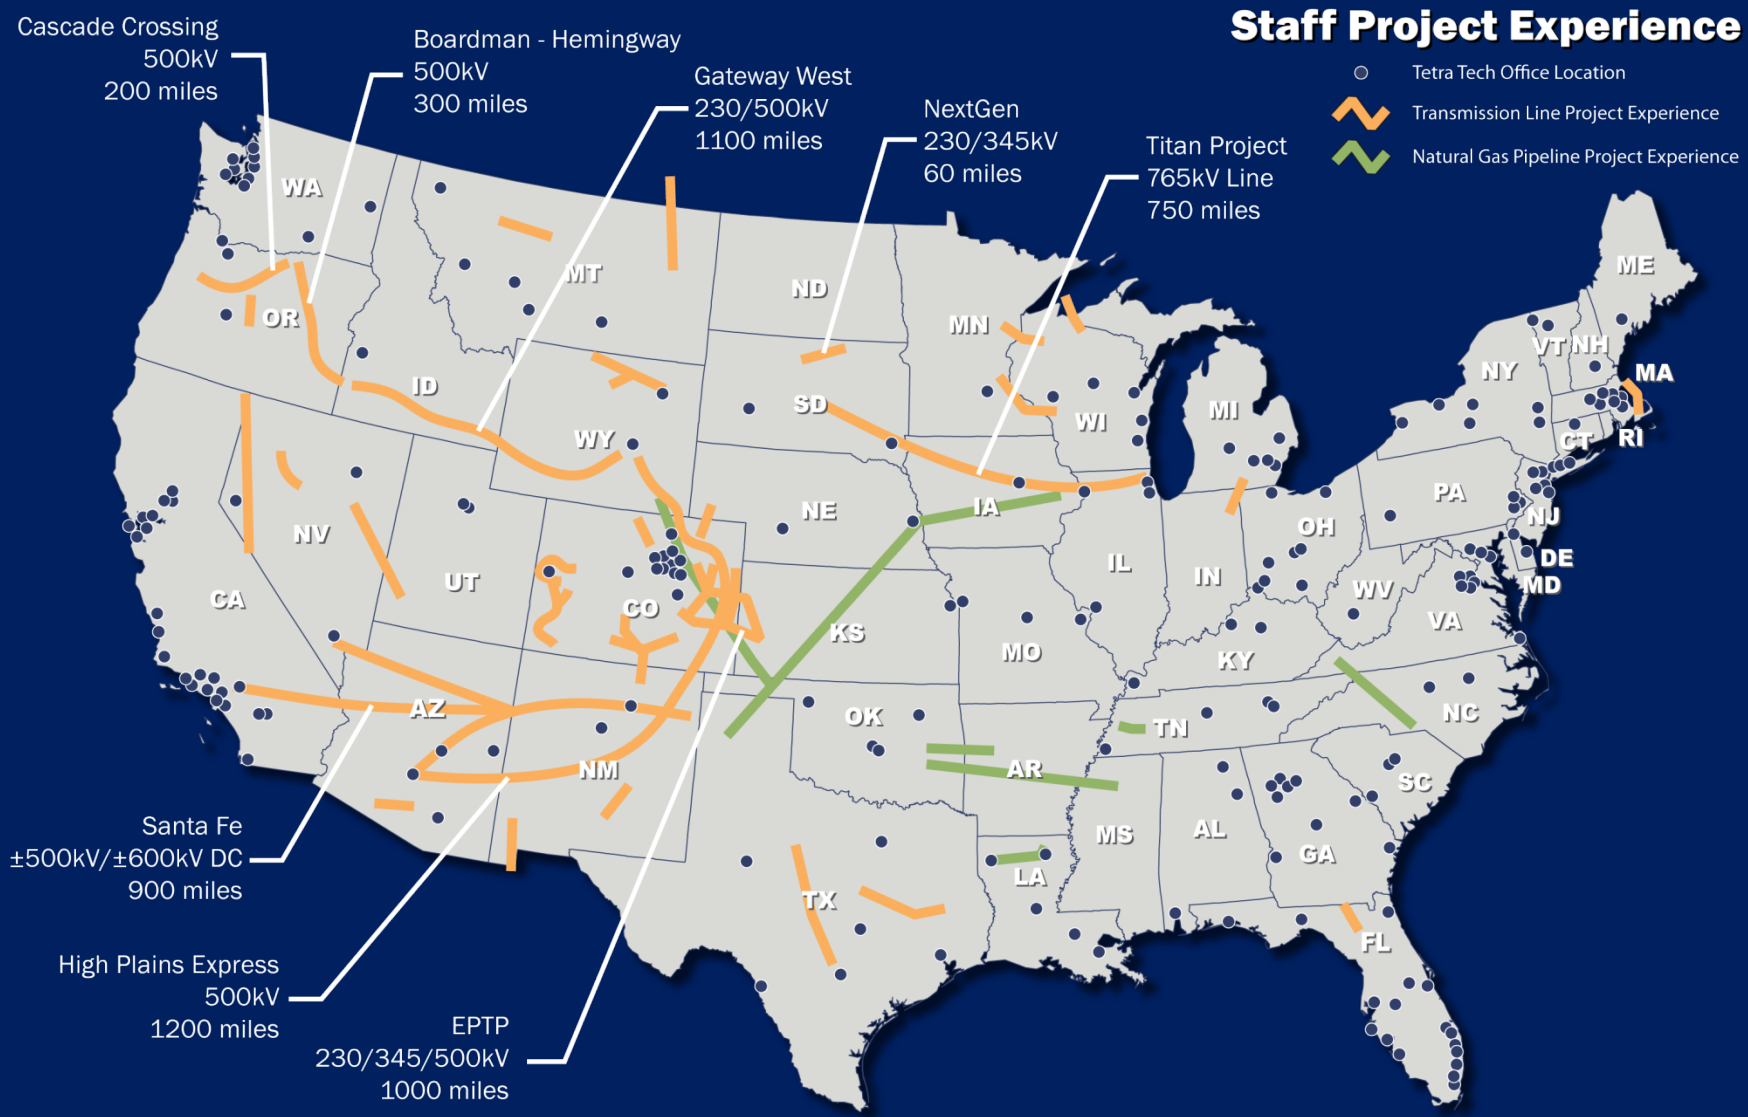 Staff Project Experience
Tetra Tech Office Location
Transmission Line Project Experience
Natural Gas Pipeline Project Experience
Cascade Crossing
500kV
200 miles
Boardman - Hemingway
500kV
300 miles
Gateway West
230/500kV
1100 miles
NextGen
230/345kV
60 miles
Titan Project
765kV Line
750 miles
WA
MT
ND
MN
ME
OR
ID
SD
WI
MI
NY
VT
NH
MA
WY
CT
RI
NV
NE
IA
PA
NJ
OH
CA
UT
CO
IL
IN
WV
DE
MD
KS
MO
KY
VA
AZ
NM
OK
AR
TN
NC
SC
MS
AL
GA
TX
LA
FL
Santa Fe
±500kV/±600kV DC
900 miles
High Plains Express
500kV
1200 miles
EPTP
230/345/500kV
1000 miles